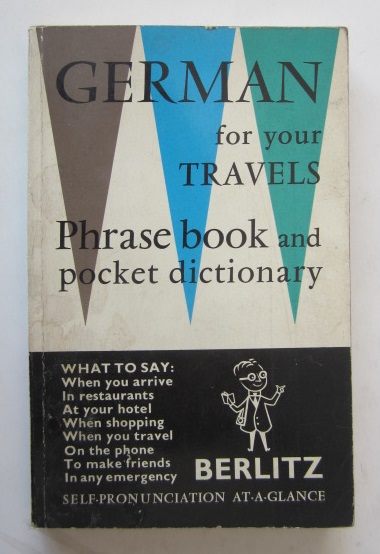 GERMAN
for your
TRAVELS
Phrase book and
pocket dictionary
WHAT TO SAY:
When you arrive
In restaurants
At your hotel
When shopping
When you travel
On the phone
To make friends
In any emergency
BERLITZ
SELF-PRONUNCIATION AT-A-GLANCE